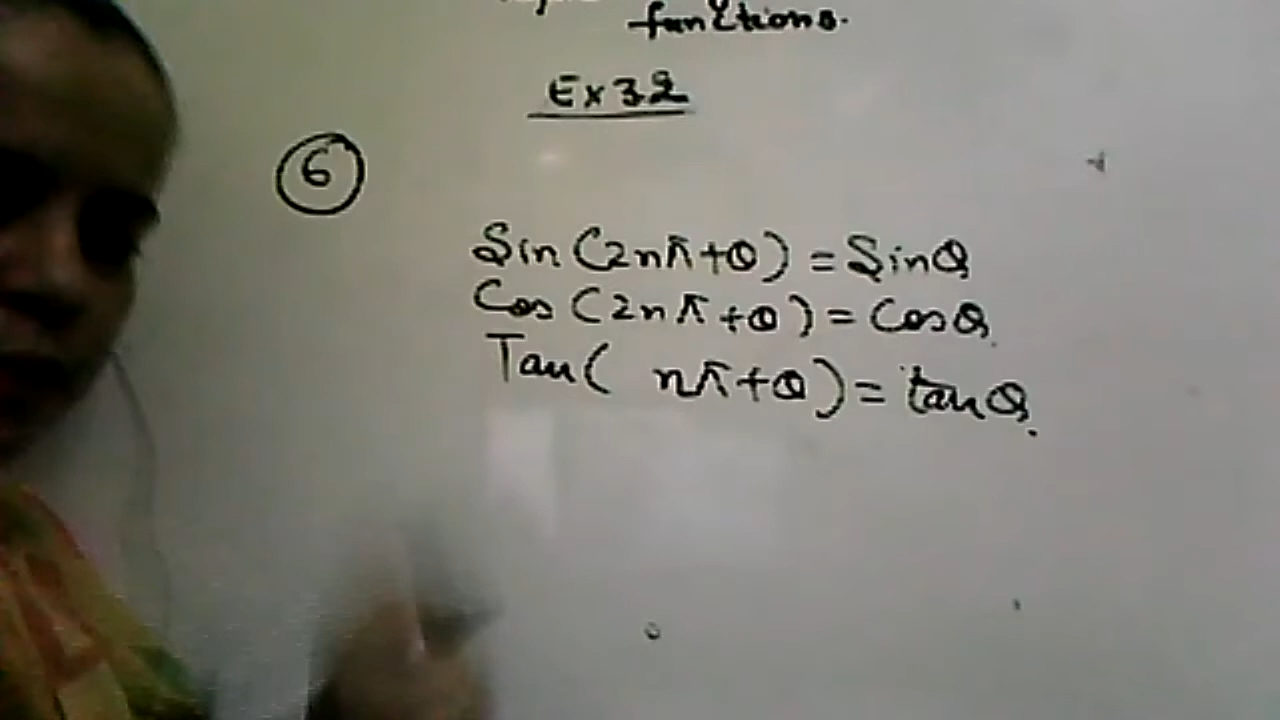 functions.
Ex 3.2
6
Sin (2nπ+θ) = Sinθ
Cos (2nπ+θ) = Cosθ.
Tan( nπ+θ) = tanθ.